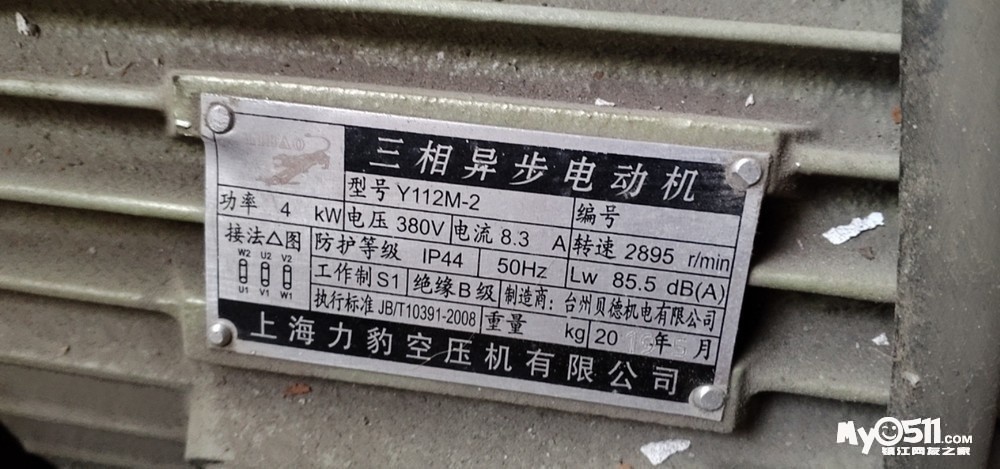 三相异步电动机
型号 Y112M-2 编号
功率 4 kW 电压 380V 电流 8.3 A 转速 2895 r/min
接法△图 防护等级 IP44 50Hz Lw 85.5 dB(A)
W2 U2 V2
U1 V1 W1
工作制 S1 绝缘 B 级 制造商：台州贝德机电有限公司
执行标准 JB/T10391-2008 重量 kg 20 年 月
上海力豹空压机有限公司
My0511.COM
镇江网友之家